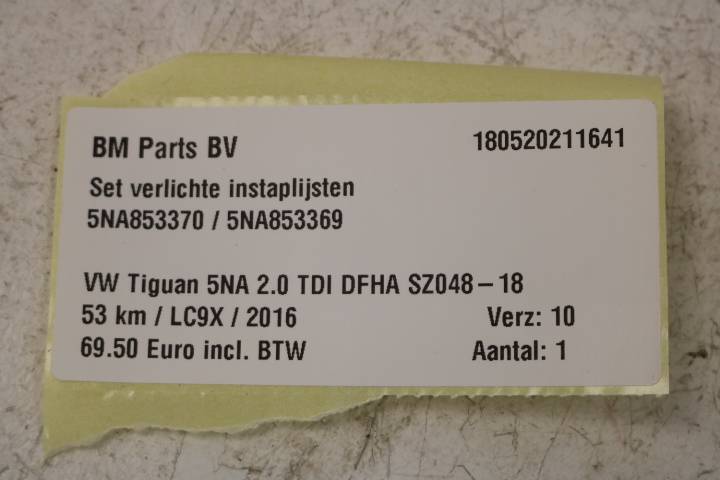 BM Parts BV 180520211641
Set verlichte instaplijsten
5NA853370 / 5NA853369
VW Tiguan 5NA 2.0 TDI DFHA SZ048 – 18
53 km / LC9X / 2016 Verz: 10
69.50 Euro incl. BTW Aantal: 1